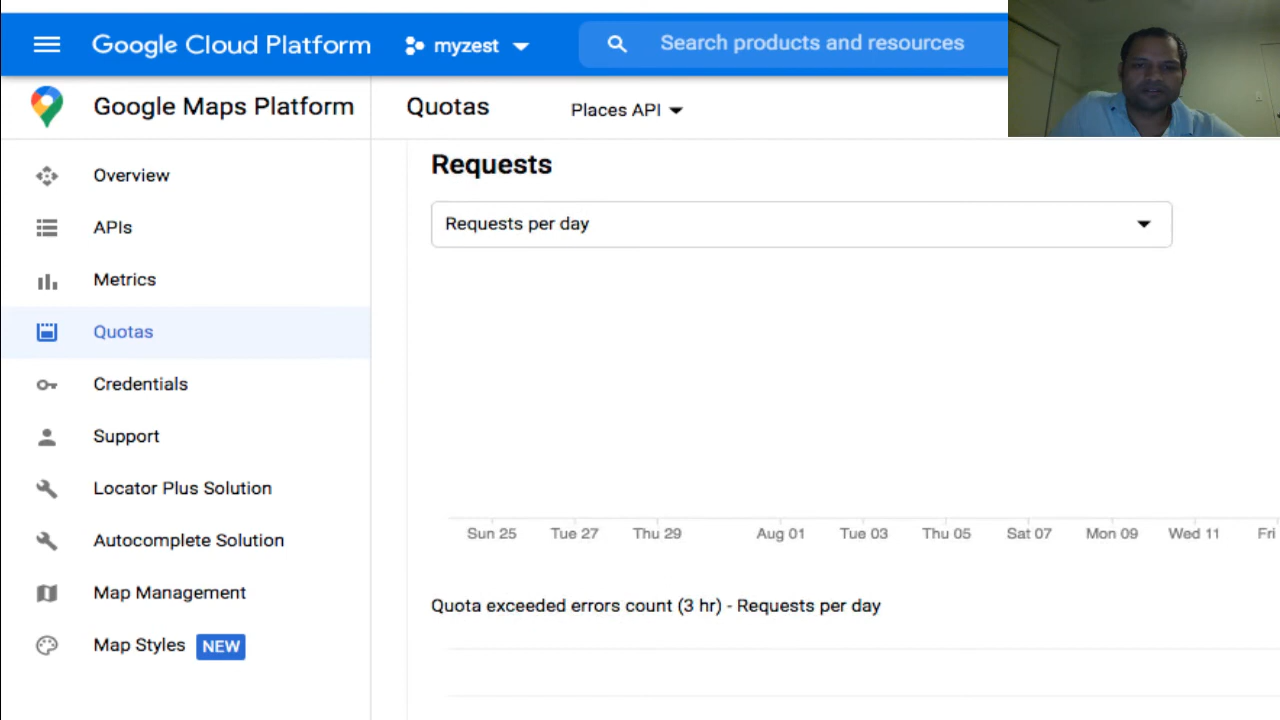 Google Cloud Platform
myzest
Search products and resources
Google Maps Platform
Quotas
Places API
Overview
APIs
Metrics
Quotas
Credentials
Support
Locator Plus Solution
Autocomplete Solution
Map Management
Map Styles NEW
Requests
Requests per day
Sun 25 Tue 27 Thu 29 Aug 01 Tue 03 Thu 05 Sat 07 Mon 09 Wed 11 Fri
Quota exceeded errors count (3 hr) - Requests per day